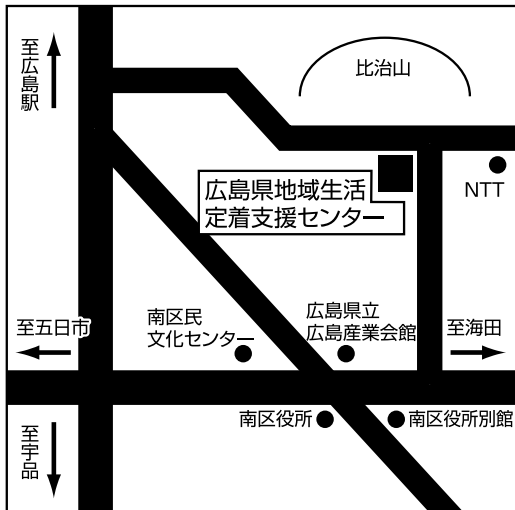 至広島駅
比治山
NTT
広島県地域生活
定着支援センター
南区民
文化センター
広島県立
広島産業会館
至五日市
至海田
南区役所
南区役所別館
至宇品